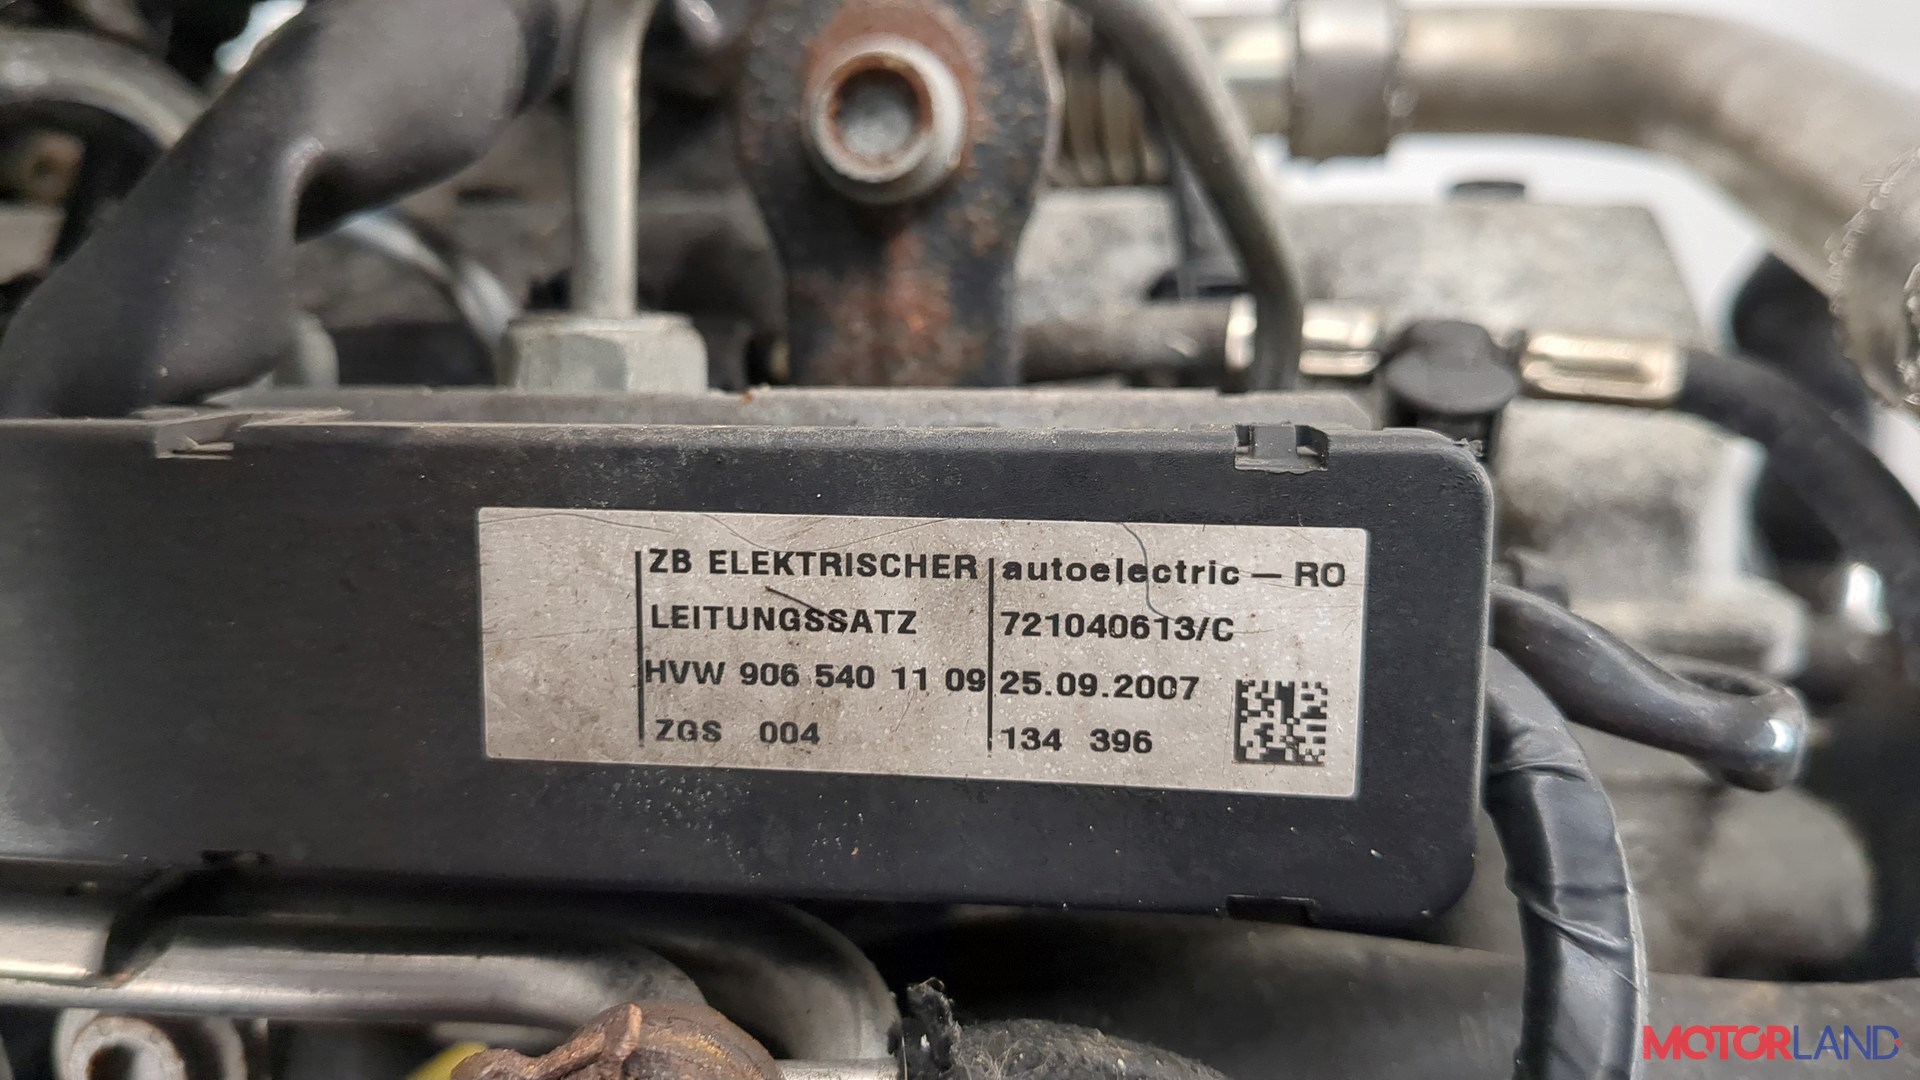 ZB ELEKTRISCHER
LEITUNGSSATZ
HVW 906 540 11 09
ZGS 004
autoelectric – RO
721040613/C
25.09.2007
134 396
MOTORLAND